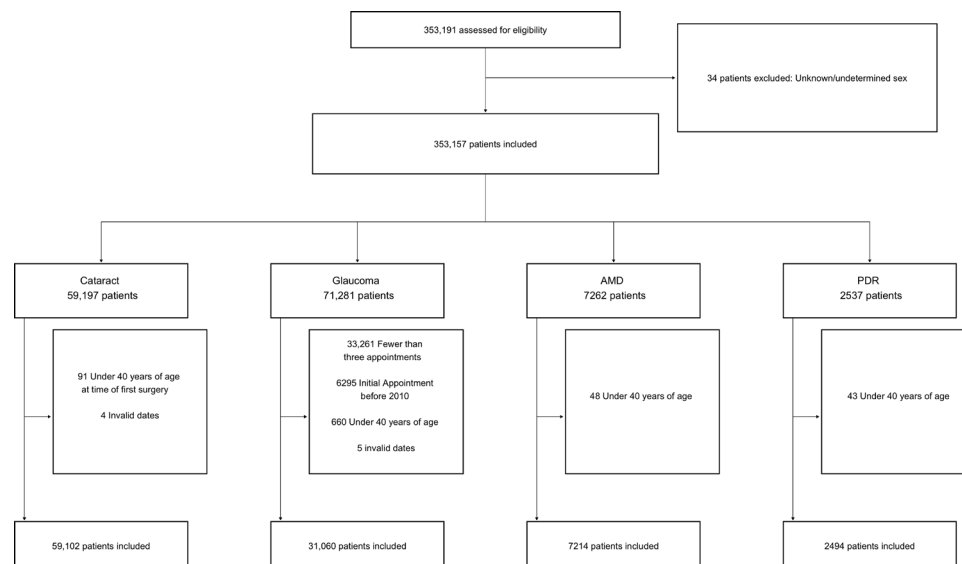 353,191 assessed for eligibility
34 patients excluded: Unknown/undetermined sex
353,157 patients included
Cataract
59,197 patients
Glaucoma
71,281 patients
AMD
7262 patients
PDR
2537 patients
91 Under 40 years of age
at time of first surgery
4 Invalid dates
33,261 Fewer than
three appointments
6295 Initial Appointment
before 2010
660 Under 40 years of age
5 invalid dates
48 Under 40 years of age
43 Under 40 years of age
59,102 patients included
31,060 patients included
7214 patients included
2494 patients included